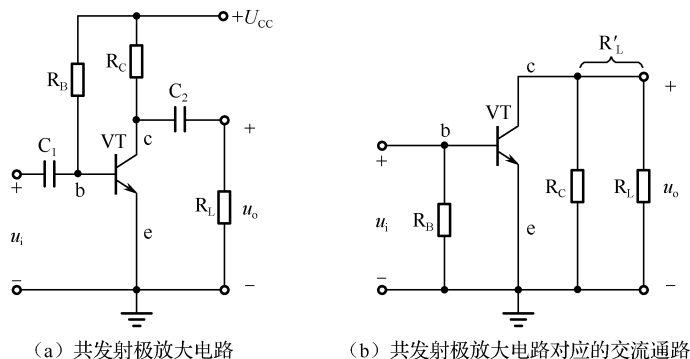 +U_CC
R_B
R_C
C_2
C_1
VT
c
b
e
+
u_i
−
R_L
+
u_o
−
(a) 共发射极放大电路
R′_L
c
VT
b
+
u_i
−
R_B
e
R_C
R_L
+
u_o
−
(b) 共发射极放大电路对应的交流通路